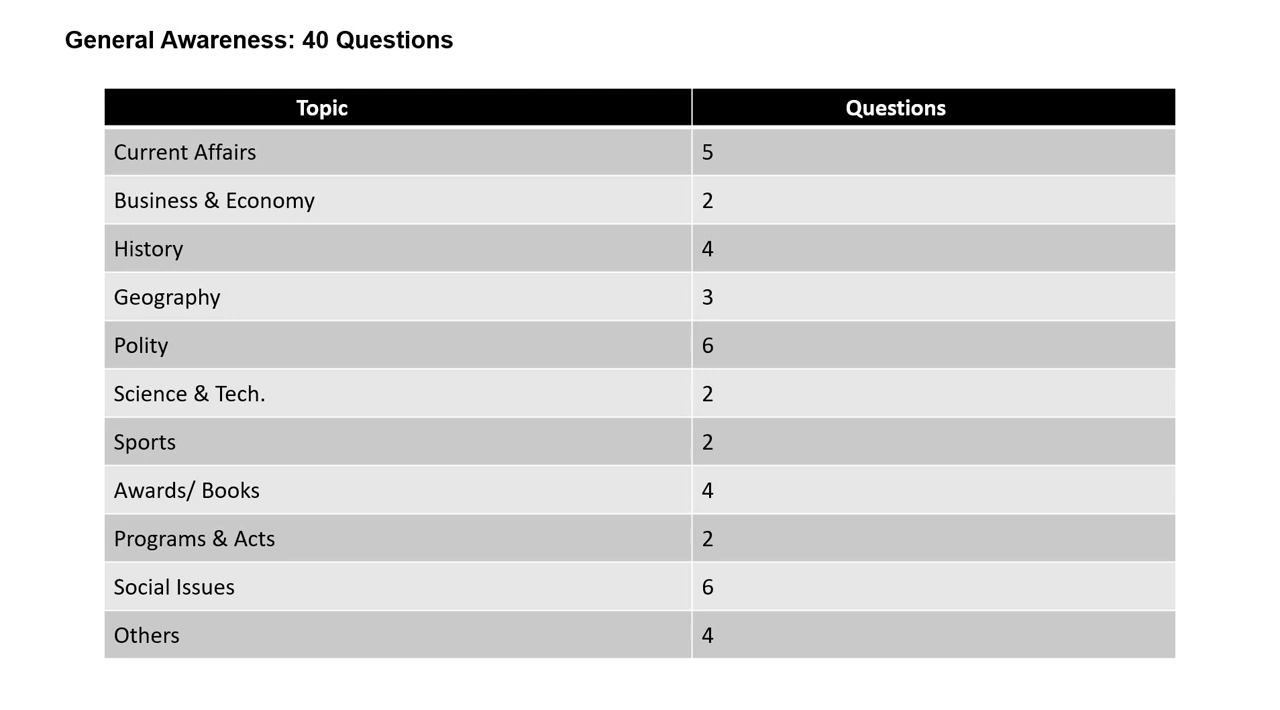 General Awareness: 40 Questions
Topic Questions
Current Affairs 5
Business & Economy 2
History 4
Geography 3
Polity 6
Science & Tech. 2
Sports 2
Awards/ Books 4
Programs & Acts 2
Social Issues 6
Others 4